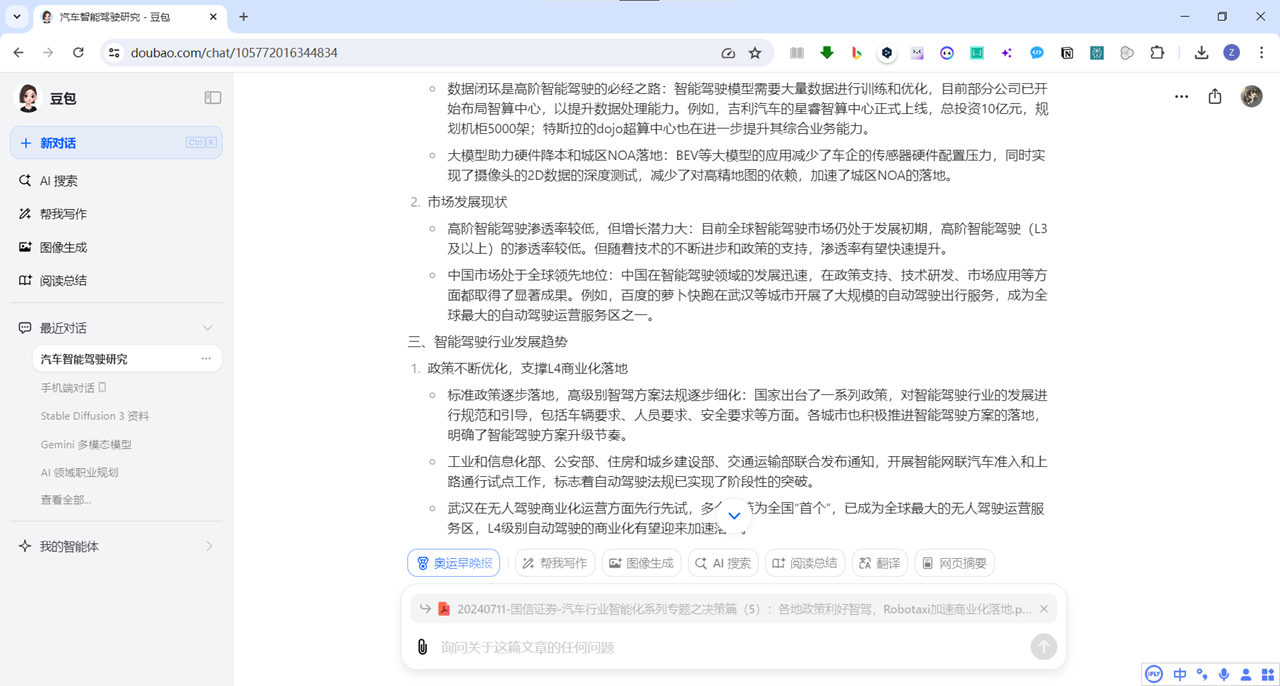 汽车智能驾驶研究 - 豆包
doubao.com/chat/105772016344834
豆包
新对话
Ctrl K
AI 搜索
帮我写作
图像生成
阅读总结
最近对话
汽车智能驾驶研究
手机端对话
Stable Diffusion 3 资料
Gemini 多模态模型
AI 领域职业规划
查看全部...
我的智能体
数据闭环是高阶智能驾驶的必经之路：智能驾驶模型需要大量数据进行训练和优化，目前部分公司已开
始布局智算中心，以提升数据处理能力。例如，吉利汽车的星睿智算中心正式上线，总投资10亿元，规
划机柜5000架；特斯拉的dojo超算中心也在进一步提升其综合业务能力。
大模型助力硬件降本和城区NOA落地：BEV等大模型的应用减少了车企的传感器硬件配置压力，同时实
现了摄像头的2D数据的深度测试，减少了对高精地图的依赖，加速了城区NOA的落地。
2. 市场发展现状
高阶智能驾驶渗透率较低，但增长潜力大：目前全球智能驾驶市场仍处于发展初期，高阶智能驾驶（L3
及以上）的渗透率较低。但随着技术的不断进步和政策的支持，渗透率有望快速提升。
中国市场处于全球领先地位：中国在智能驾驶领域的发展迅速，在政策支持、技术研发、市场应用等方
面都取得了显著成果。例如，百度的萝卜快跑在武汉等城市开展了大规模的自动驾驶出行服务，成为全
球最大的自动驾驶运营服务区之一。
三、智能驾驶行业发展趋势
1. 政策不断优化，支撑L4商业化落地
标准政策逐步落地，高级别智驾方案法规逐步细化：国家出台了一系列政策，对智能驾驶行业的发展进
行规范和引导，包括车辆要求、人员要求、安全要求等方面。各城市也积极推进智能驾驶方案的落地，
明确了智能驾驶方案升级节奏。
工业和信息化部、公安部、住房和城乡建设部、交通运输部联合发布通知，开展智能网联汽车准入和上
路通行试点工作，标志着自动驾驶法规已实现了阶段性的突破。
武汉在无人驾驶商业化运营方面先行先试，多 为全国“首个”，已成为全球最大的无人驾驶运营服
务区，L4级别自动驾驶的商业化有望迎来加速落 。
奥运早晚报
帮我写作
图像生成
AI 搜索
阅读总结
翻译
网页摘要
20240711-国信证券-汽车行业智能化系列专题之决策篇（5）：各地政策利好智驾，Robotaxi加速商业化落地.p...
询问关于这篇文章的任何问题
Z
iFLY
中